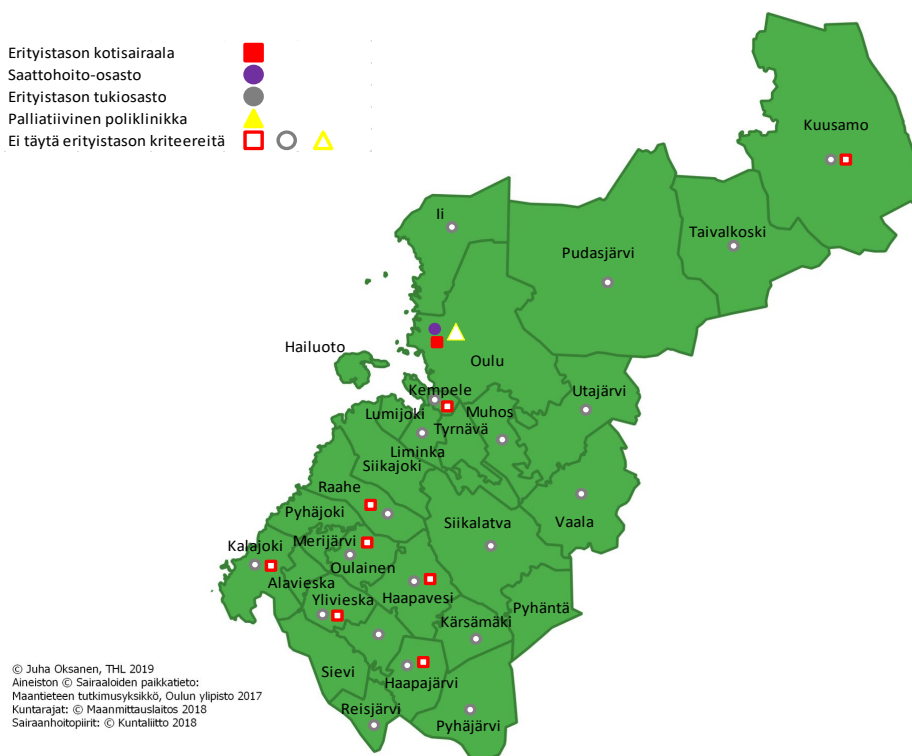 Erityistason kotisairaala
Saattohoito-osasto
Erityistason tukiosasto
Palliatiivinen poliklinikka
Ei täytä erityistason kriteereitä
Kuusamo
Ii
Taivalkoski
Pudasjärvi
Hailuoto
Oulu
Kempele
Utajärvi
Lumijoki
Muhos
Tyrnävä
Liminka
Siikajoki
Raahe
Pyhäjoki
Siikalatva
Vaala
Merijärvi
Kalajoki
Oulainen
Alavieska
Haapavesi
Ylivieska
Pyhäntä
Kärsämäki
Sievi
Haapajärvi
Reisjärvi
Pyhäjärvi
© Juha Oksanen, THL 2019
Aineiston © Sairaaloiden paikkatieto:
Maantieteen tutkimusyksikkö, Oulun ylipisto 2017
Kuntarajat: © Maanmittauslaitos 2018
Sairaanhoitopiirit: © Kuntaliitto 2018